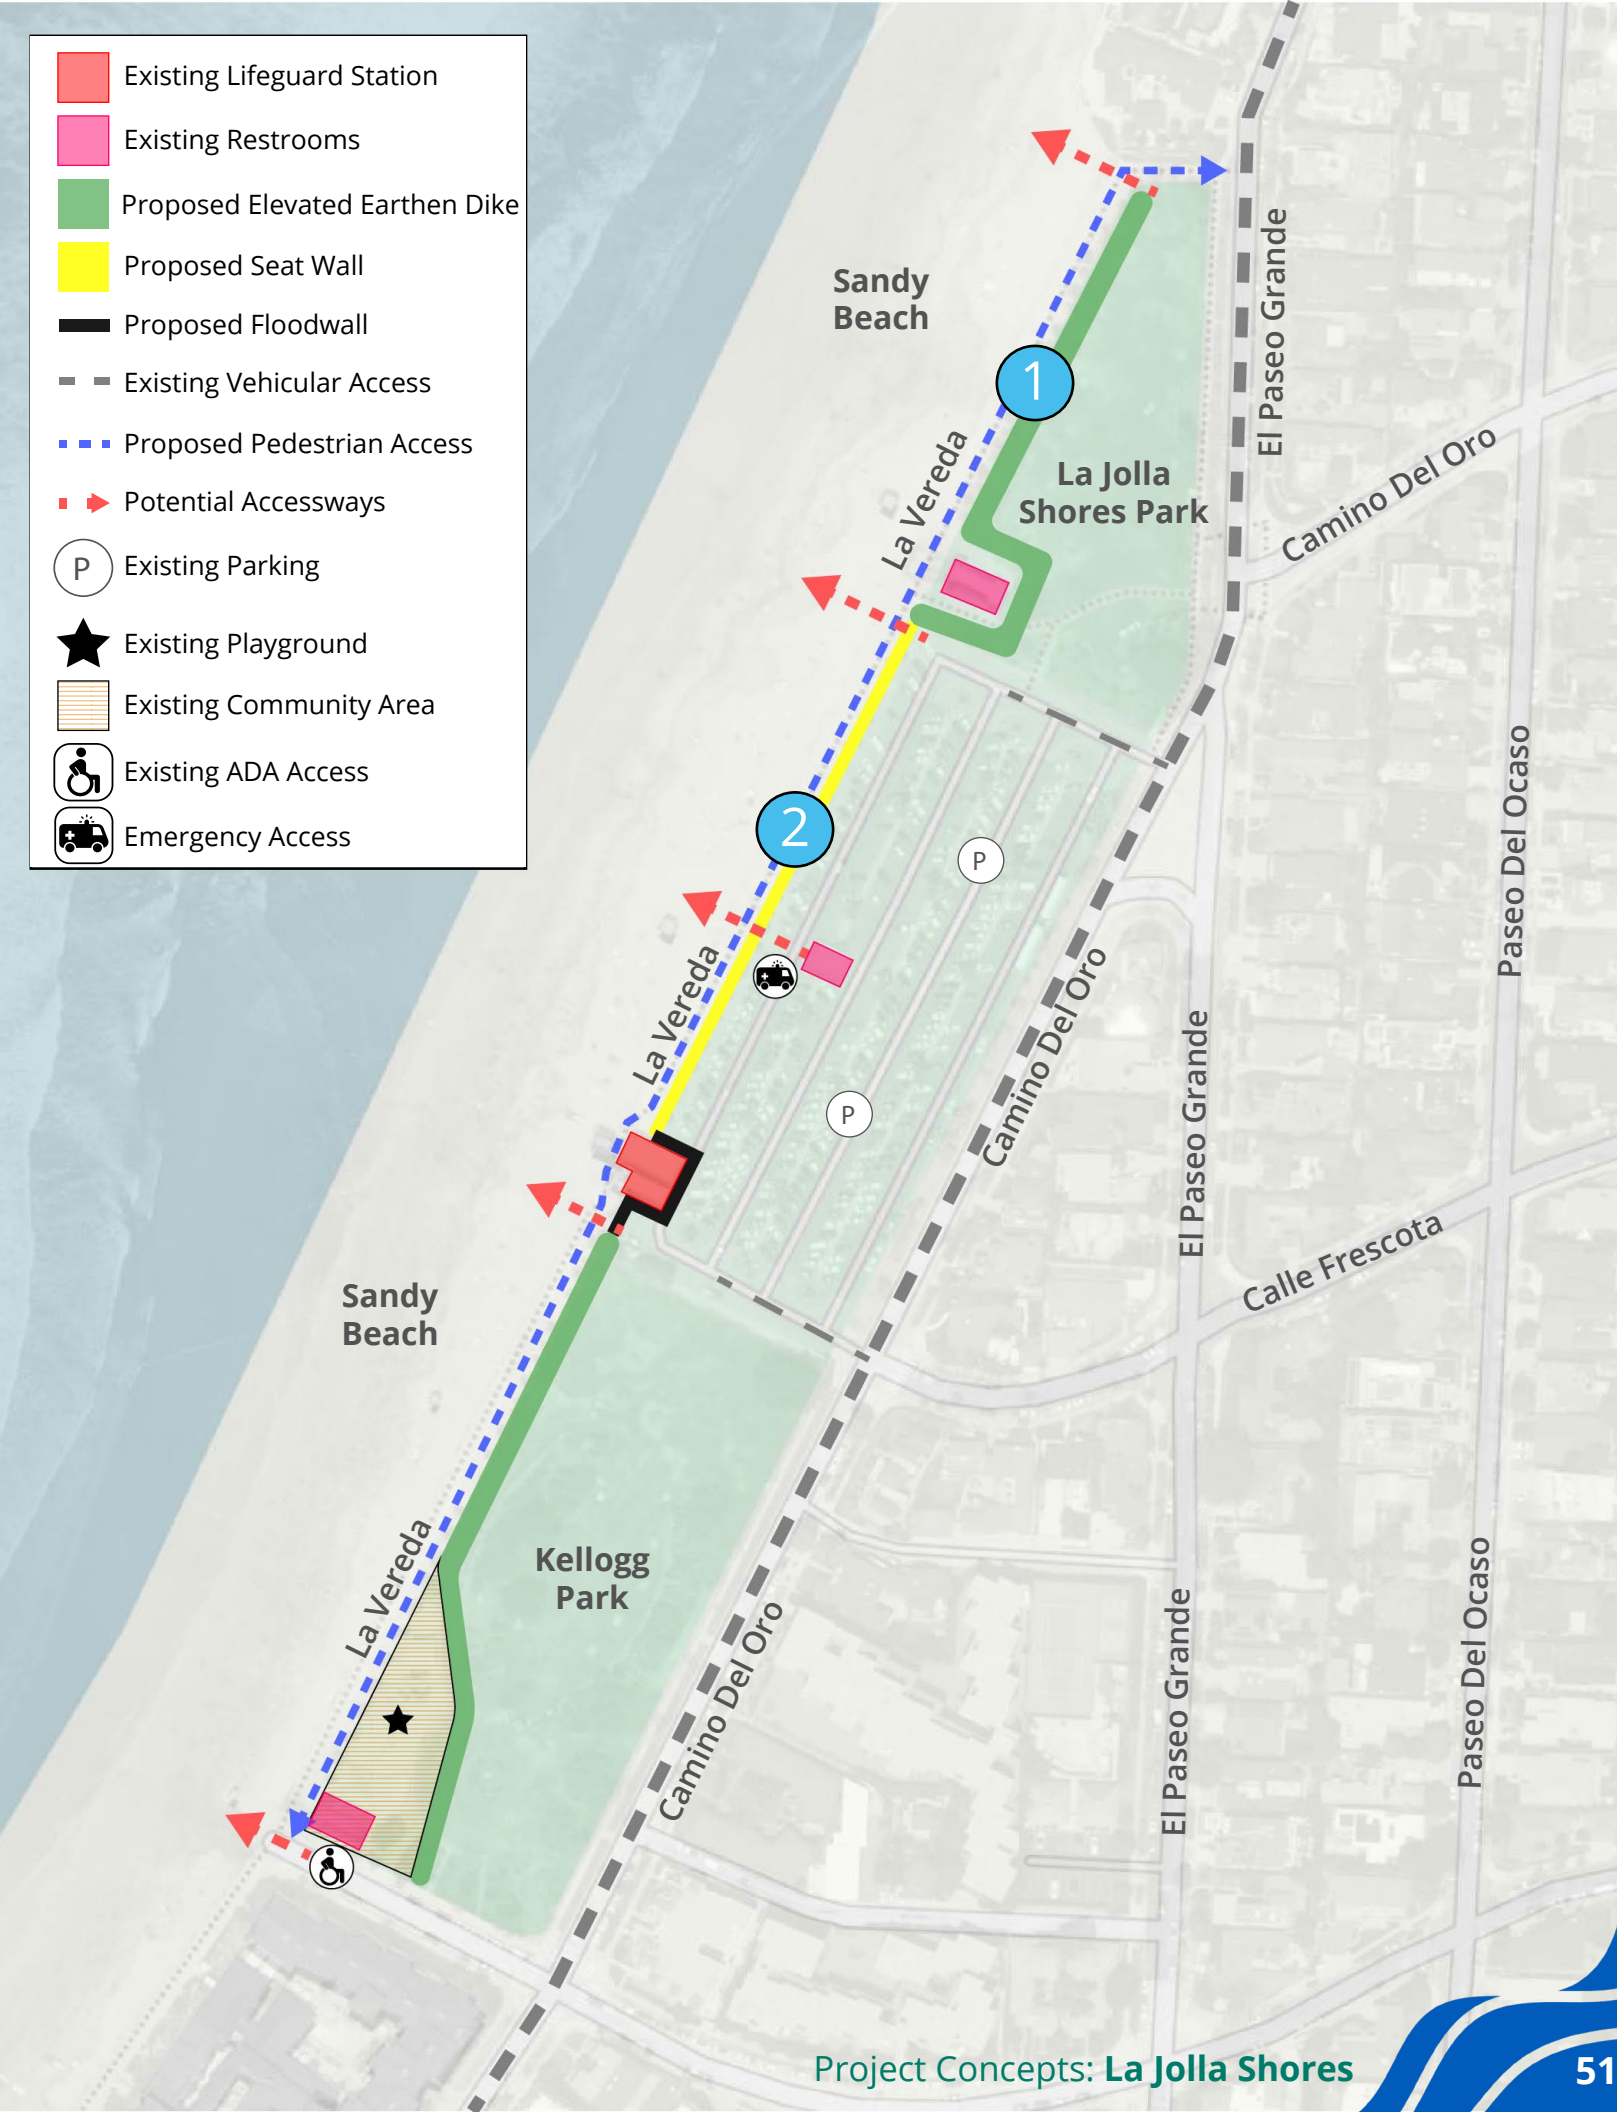 Existing Lifeguard Station
Existing Restrooms
Proposed Elevated Earthen Dike
Proposed Seat Wall
Proposed Floodwall
Existing Vehicular Access
Proposed Pedestrian Access
Potential Accessways
P
Existing Parking
Existing Playground
Existing Community Area
Existing ADA Access
Emergency Access
Sandy
Beach
El Paseo Grande
1
Camino Del Oro
La Vereda
La Jolla
Shores Park
Paseo Del Ocaso
2
P
La Vereda
Camino Del Oro
El Paseo Grande
P
Calle Frescota
Sandy
Beach
La Vereda
Kellogg
Park
Camino Del Oro
El Paseo Grande
Paseo Del Ocaso
Project Concepts: La Jolla Shores
51